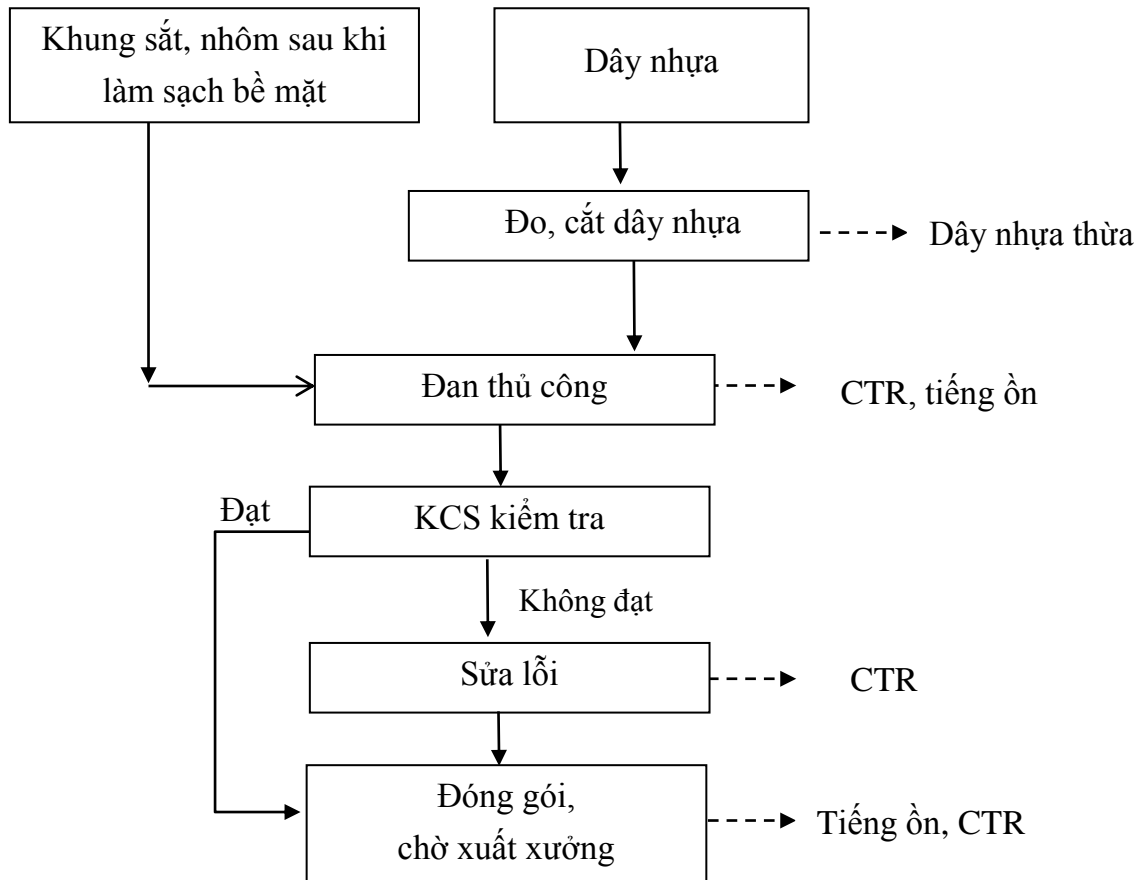 Khung sắt, nhôm sau khi
làm sạch bề mặt
Dây nhựa
Đo, cắt dây nhựa
Dây nhựa thừa
Đan thủ công
CTR, tiếng ồn
Đạt
KCS kiểm tra
Không đạt
Sửa lỗi
CTR
Đóng gói,
chờ xuất xưởng
Tiếng ồn, CTR